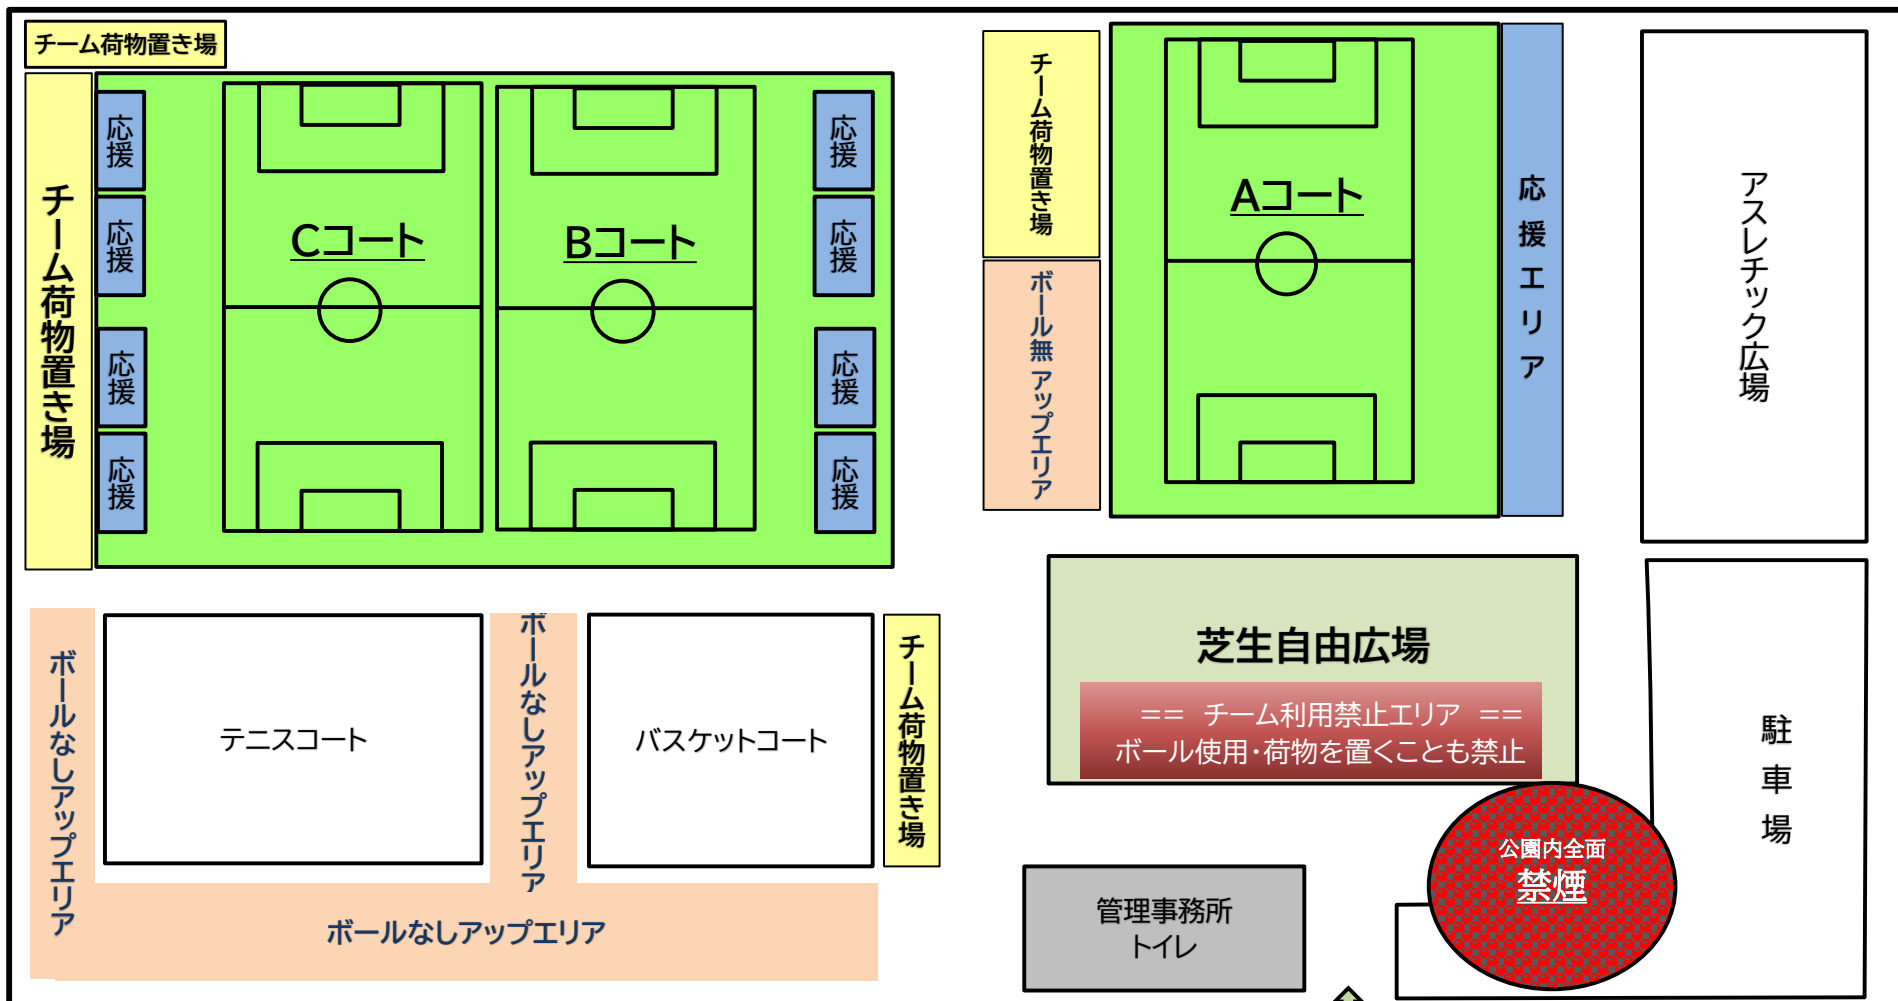 チーム荷物置き場
チーム荷物置き場
応援
応援
応援
応援
Cコート
Bコート
応援
応援
応援
応援
チーム荷物置き場
ボール無 アップエリア
Aコート
応援エリア
アスレチック広場
ボールなしアップエリア
テニスコート
ボールなしアップエリア
バスケットコート
チーム荷物置き場
ボールなしアップエリア
芝生自由広場
== チーム利用禁止エリア ==
ボール使用・荷物を置くことも禁止
駐車場
公園内全面
禁煙
管理事務所
トイレ